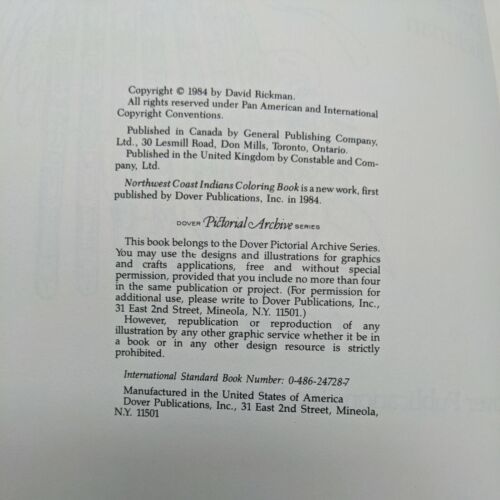 Copyright © 1984 by David Rickman.
All rights reserved under Pan American and International
Copyright Conventions.
Published in Canada by General Publishing Company,
Ltd., 30 Lesmill Road, Don Mills, Toronto, Ontario.
Published in the United Kingdom by Constable and Com-
pany, Ltd.
Northwest Coast Indians Coloring Book is a new work, first
published by Dover Publications, Inc. in 1984.
DOVER Pictorial Archive SERIES
This book belongs to the Dover Pictorial Archive Series.
You may use the designs and illustrations for graphics
and crafts applications, free and without special
permission, provided that you include no more than four
in the same publication or project. (For permission for
additional use, please write to Dover Publications, Inc.,
31 East 2nd Street, Mineola, N.Y. 11501.)
However, republication or reproduction of any
illustration by any other graphic service whether it be in
a book or in any other design resource is strictly
prohibited.
International Standard Book Number: 0-486-24728-7
Manufactured in the United States of America
Dover Publications, Inc., 31 East 2nd Street, Mineola,
N.Y. 11501